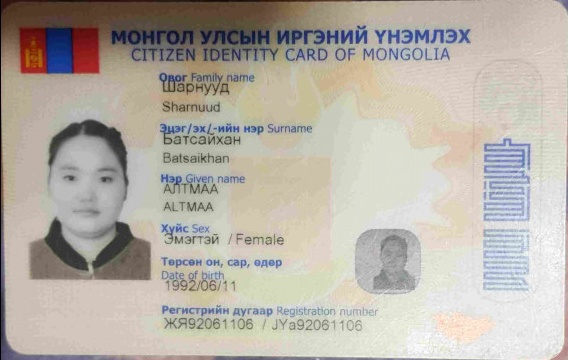 МОНГОЛ УЛСЫН ИРГЭНИЙ ҮНЭМЛЭХ
CITIZEN IDENTITY CARD OF MONGOLIA
Овог Family name
Шарнууд
Sharnuud
Эцэг/эх/-ийн нэр Surname
Батсайхан
Batsaikhan
Нэр Given name
АЛТМАА
ALTMAA
Хүйс Sex
Эмэгтэй / Female
Төрсөн он, сар, өдөр
Date of birth
1992/06/11
Регистрийн дугаар Registration number
ЖЯ92061106 / JYa92061106